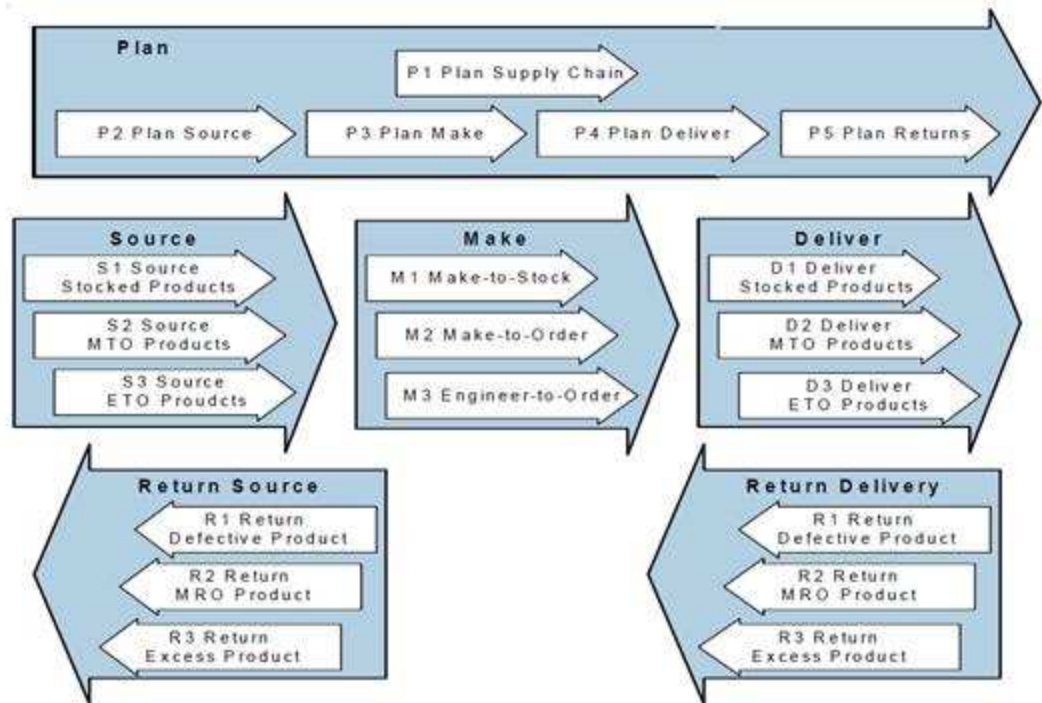 Plan
P1 Plan Supply Chain
P2 Plan Source
P3 Plan Make
P4 Plan Deliver
P5 Plan Returns
Source
S1 Source
Stocked Products
S2 Source
MTO Products
S3 Source
ETO Proudcts
Make
M1 Make-to-Stock
M2 Make-to-Order
M3 Engineer-to-Order
Deliver
D1 Deliver
Stocked Products
D2 Deliver
MTO Products
D3 Deliver
ETO Products
Return Source
R1 Return
Defective Product
R2 Return
MRO Product
R3 Return
Excess Product
Return Delivery
R1 Return
Defective Product
R2 Return
MRO Product
R3 Return
Excess Product